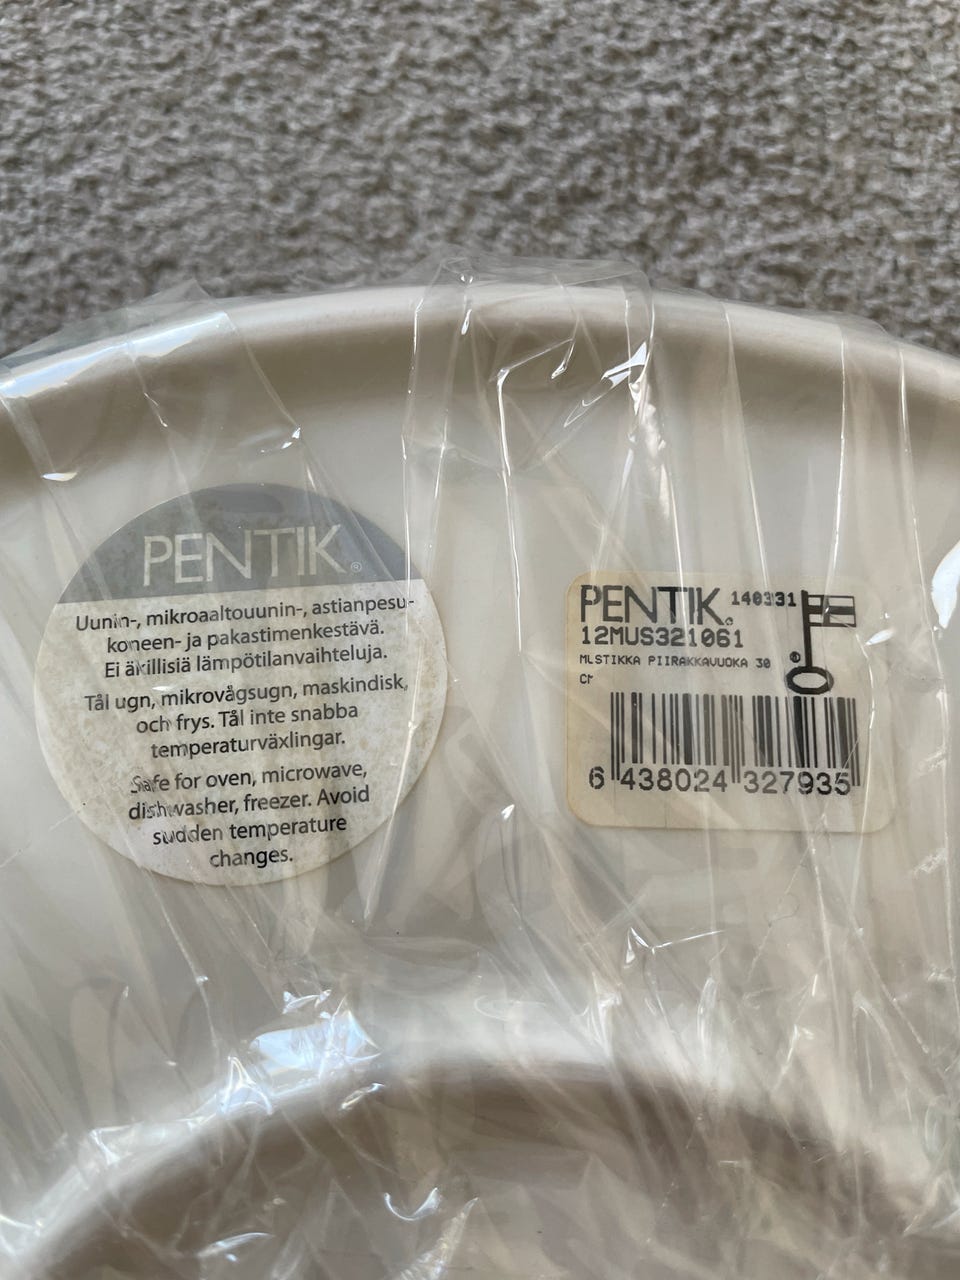 PENTIK®
Uunin-, mikroaaltouunin-, astianpesu-
koneen- ja pakastimenkestävä.
Ei äkillisiä lämpötilanvaihteluja.
Tål ugn, mikrovågsugn, maskindisk,
och frys. Tål inte snabba
temperaturväxlingar.
Safe for oven, microwave,
dishwasher, freezer. Avoid
sudden temperature
changes.
PENTIK® 140331
12MUS321061
MUSTIKKA PIIRAKKAVUOKA 30
CM
®
6 438024 327935